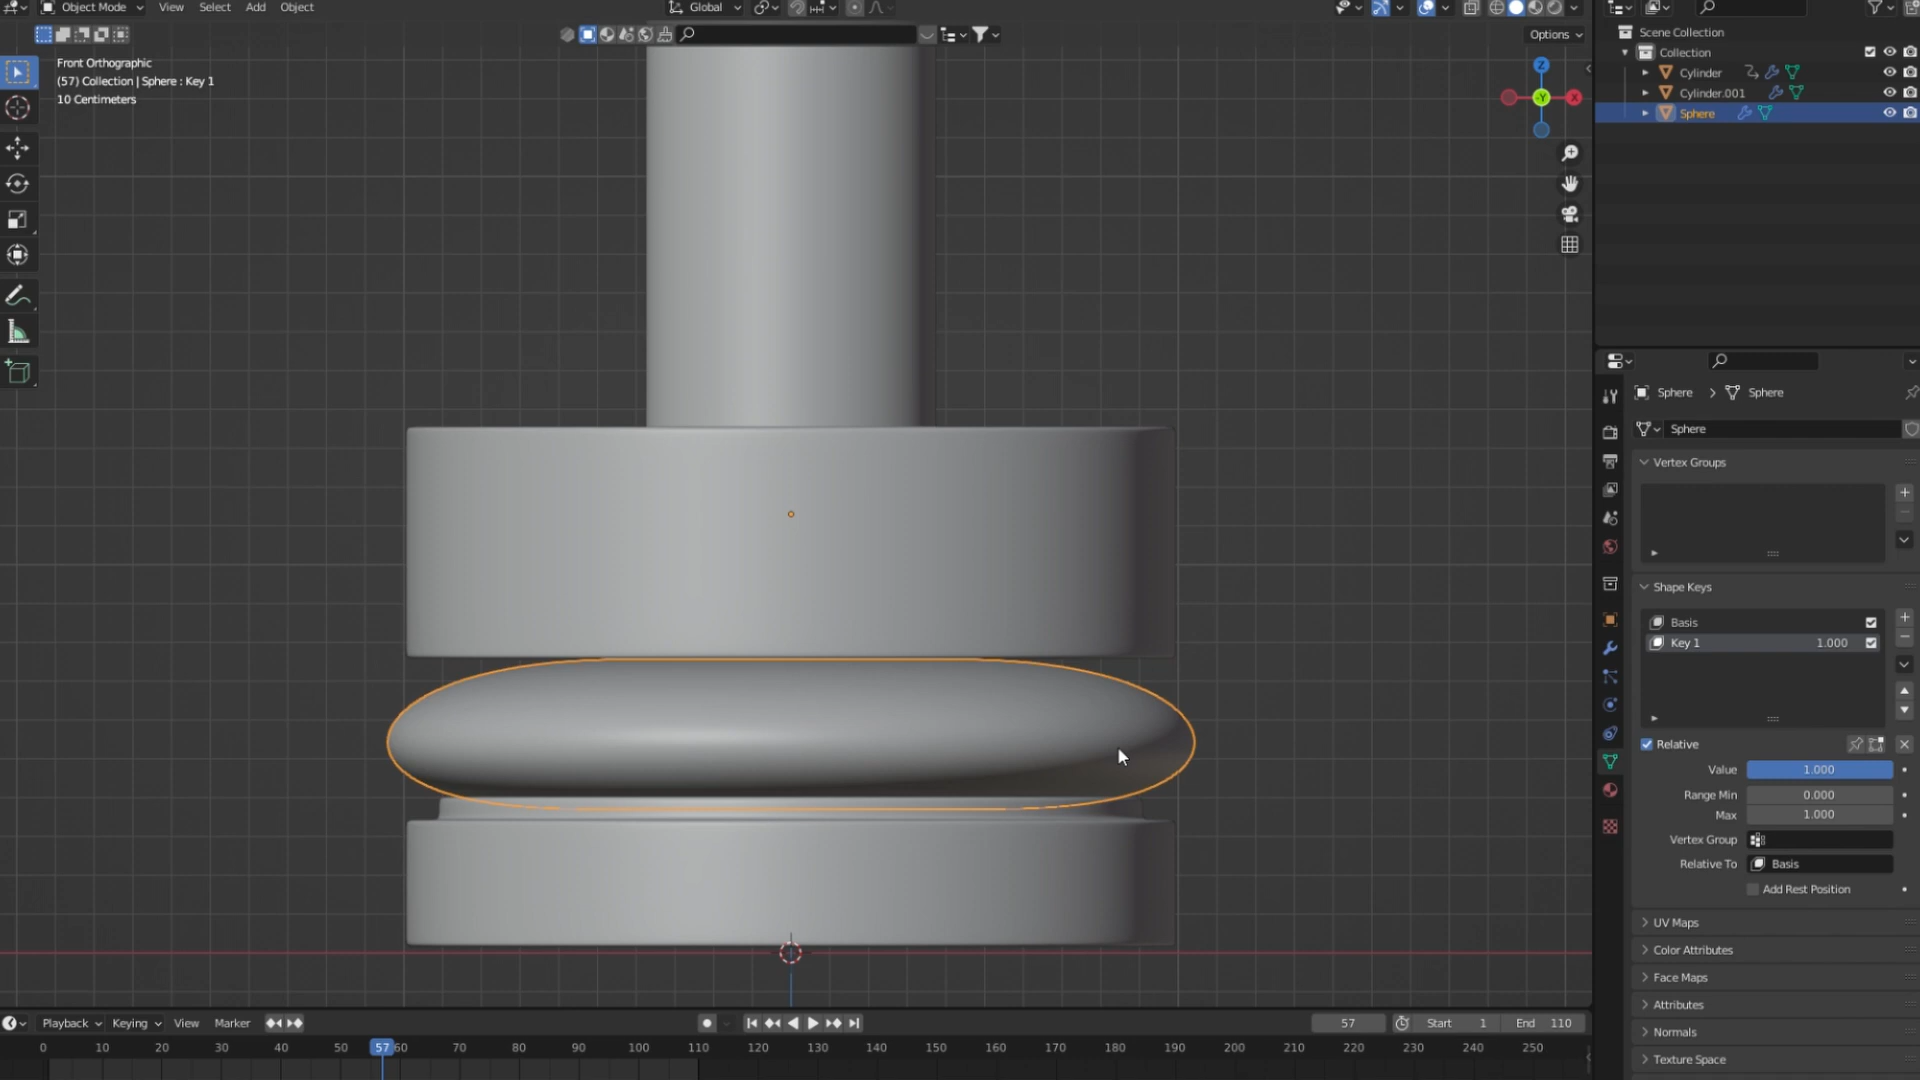 Object Mode View Select Add Object Global
Options
Front Orthographic
(57) Collection | Sphere : Key 1
10 Centimeters
Z
-Y
X
Scene Collection
Collection
Cylinder
Cylinder.001
Sphere
Sphere Sphere
Sphere
Vertex Groups
Shape Keys
Basis
Key 1 1.000
Relative
Value 1.000
Range Min 0.000
Max 1.000
Vertex Group
Relative To Basis
Add Rest Position
UV Maps
Color Attributes
Face Maps
Attributes
Normals
Texture Space
Playback Keying View Marker 57 Start 1 End 110
0 10 20 30 40 50 57 60 70 80 90 100 110 120 130 140 150 160 170 180 190 200 210 220 230 240 250